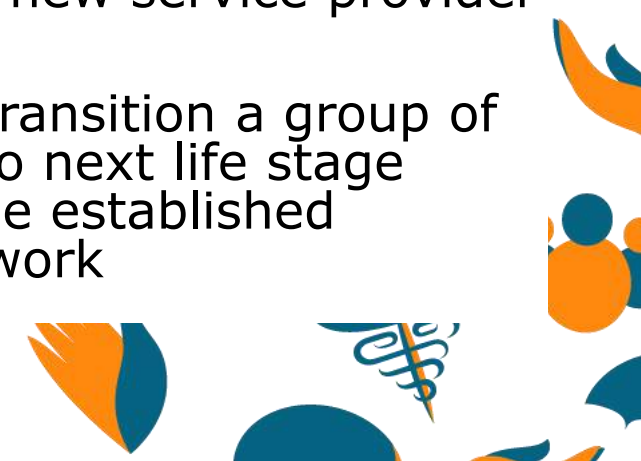 new service provider
ransition a group of
o next life stage
e established
work